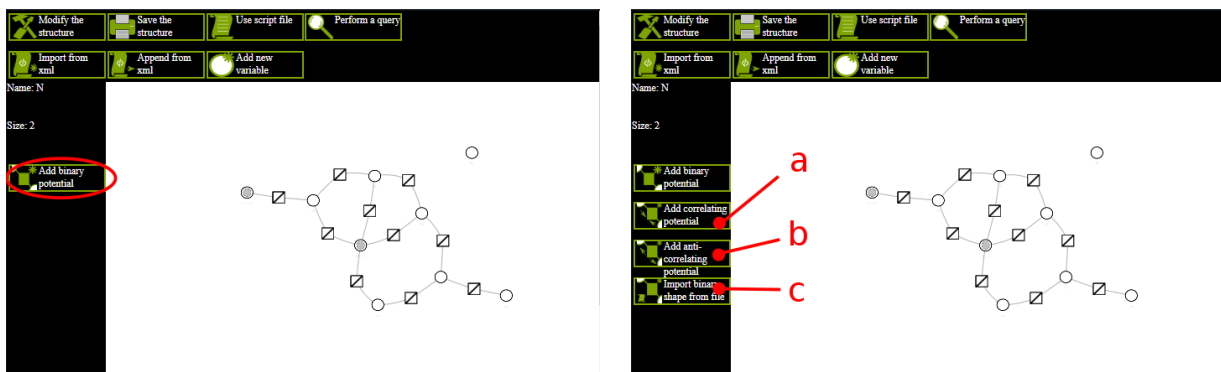 Modify the structure
Save the structure
Use script file
Perform a query
Import from xml
Append from xml
Add new variable
Name: N
Size: 2
Add binary potential
Modify the structure
Save the structure
Use script file
Perform a query
Import from xml
Append from xml
Add new variable
Name: N
Size: 2
Add binary potential
Add correlating potential
Add anti-correlating potential
Import binary shape from file
a
b
c